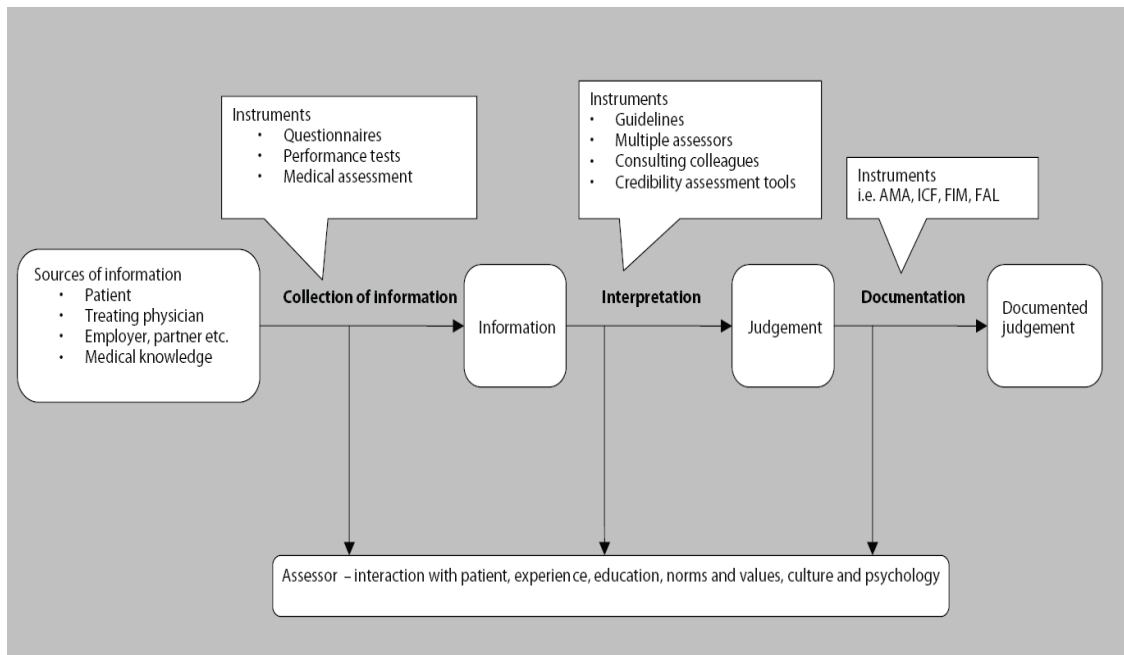 Instruments
• Questionnaires
• Performance tests
• Medical assessment
Instruments
• Guidelines
• Multiple assessors
• Consulting colleagues
• Credibility assessment tools
Instruments
i.e. AMA, ICF, FIM, FAL
Sources of information
• Patient
• Treating physician
• Employer, partner etc.
• Medical knowledge
Collection of information
Information
Interpretation
Judgement
Documentation
Documented
judgement
Assessor – interaction with patient, experience, education, norms and values, culture and psychology